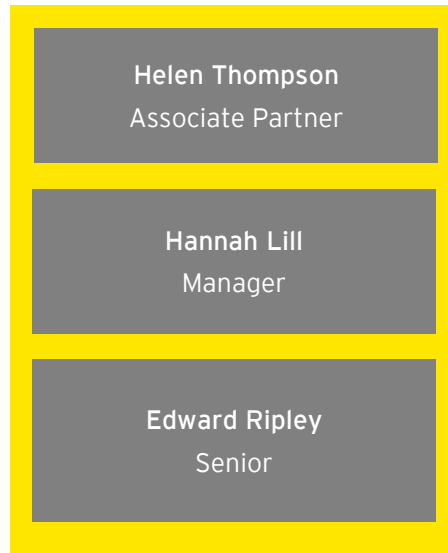 Helen Thompson
Associate Partner
Hannah Lill
Manager
Edward Ripley
Senior